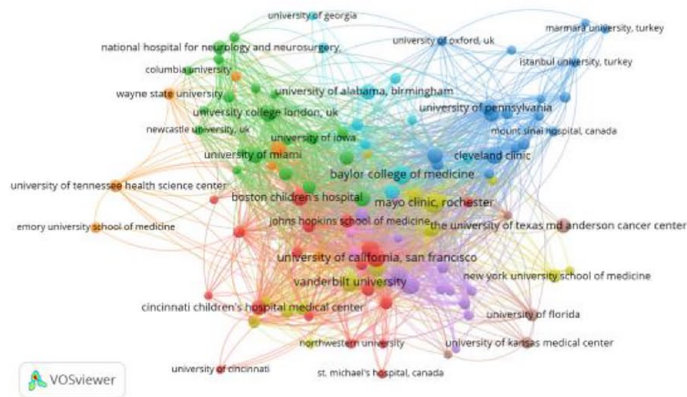 university of georgia
marmara university, turkey
university of oxford, uk
national hospital for neurology and neurosurgery,
istanbul university, turkey
columbia university
wayne state university
university of alabama, birmingham
university of pennsylvania
university college london, uk
newcastle university, uk
mount sinai hospital, canada
university of iowa
university of miami
cleveland clinic
baylor college of medicine
university of tennessee health science center
boston children's hospital
mayo clinic, rochester
johns hopkins school of medicine
the university of texas md anderson cancer center
emory university school of medicine
university of california, san francisco
new york university school of medicine
vanderbilt university
cincinnati children's hospital medical center
university of florida
northwestern university
university of kansas medical center
university of cincinnati
st. michael's hospital, canada
VOSviewer